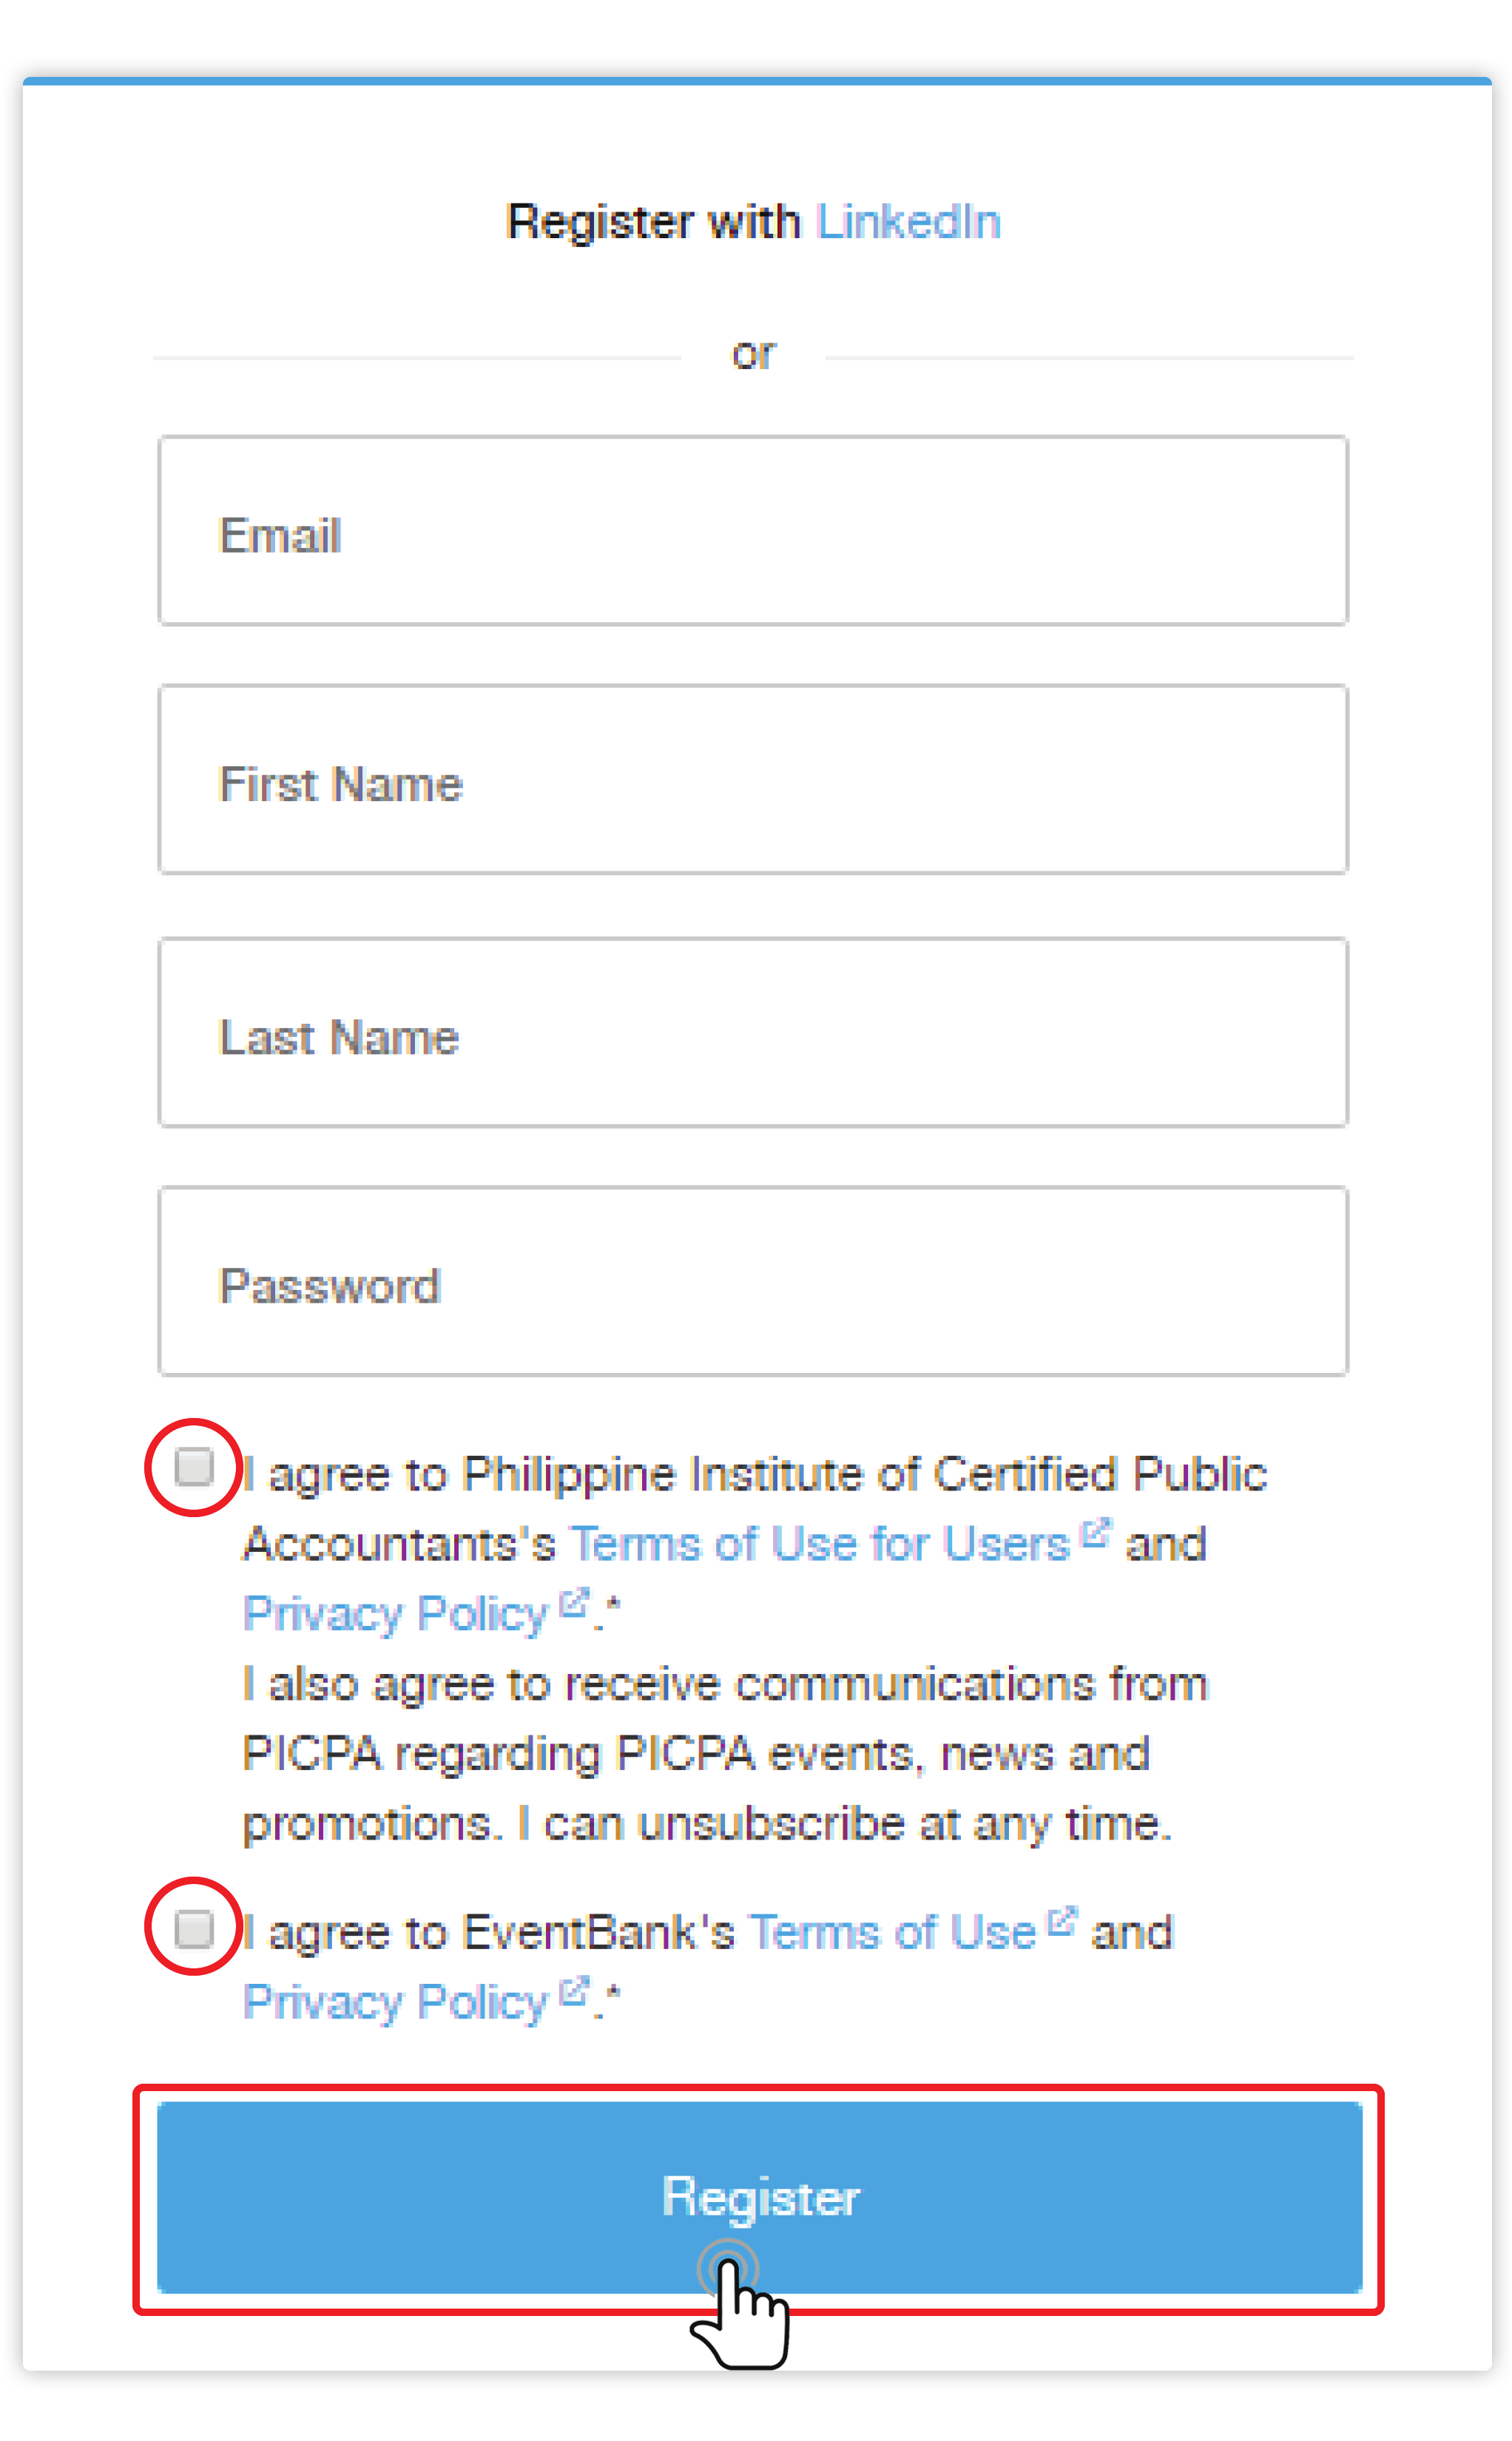 Register with LinkedIn
or
Email
First Name
Last Name
Password
I agree to Philippine Institute of Certified Public
Accountants's Terms of Use for Users and
Privacy Policy.*
I also agree to receive communications from
PICPA regarding PICPA events, news and
promotions. I can unsubscribe at any time.
I agree to EventBank's Terms of Use and
Privacy Policy.*
Register